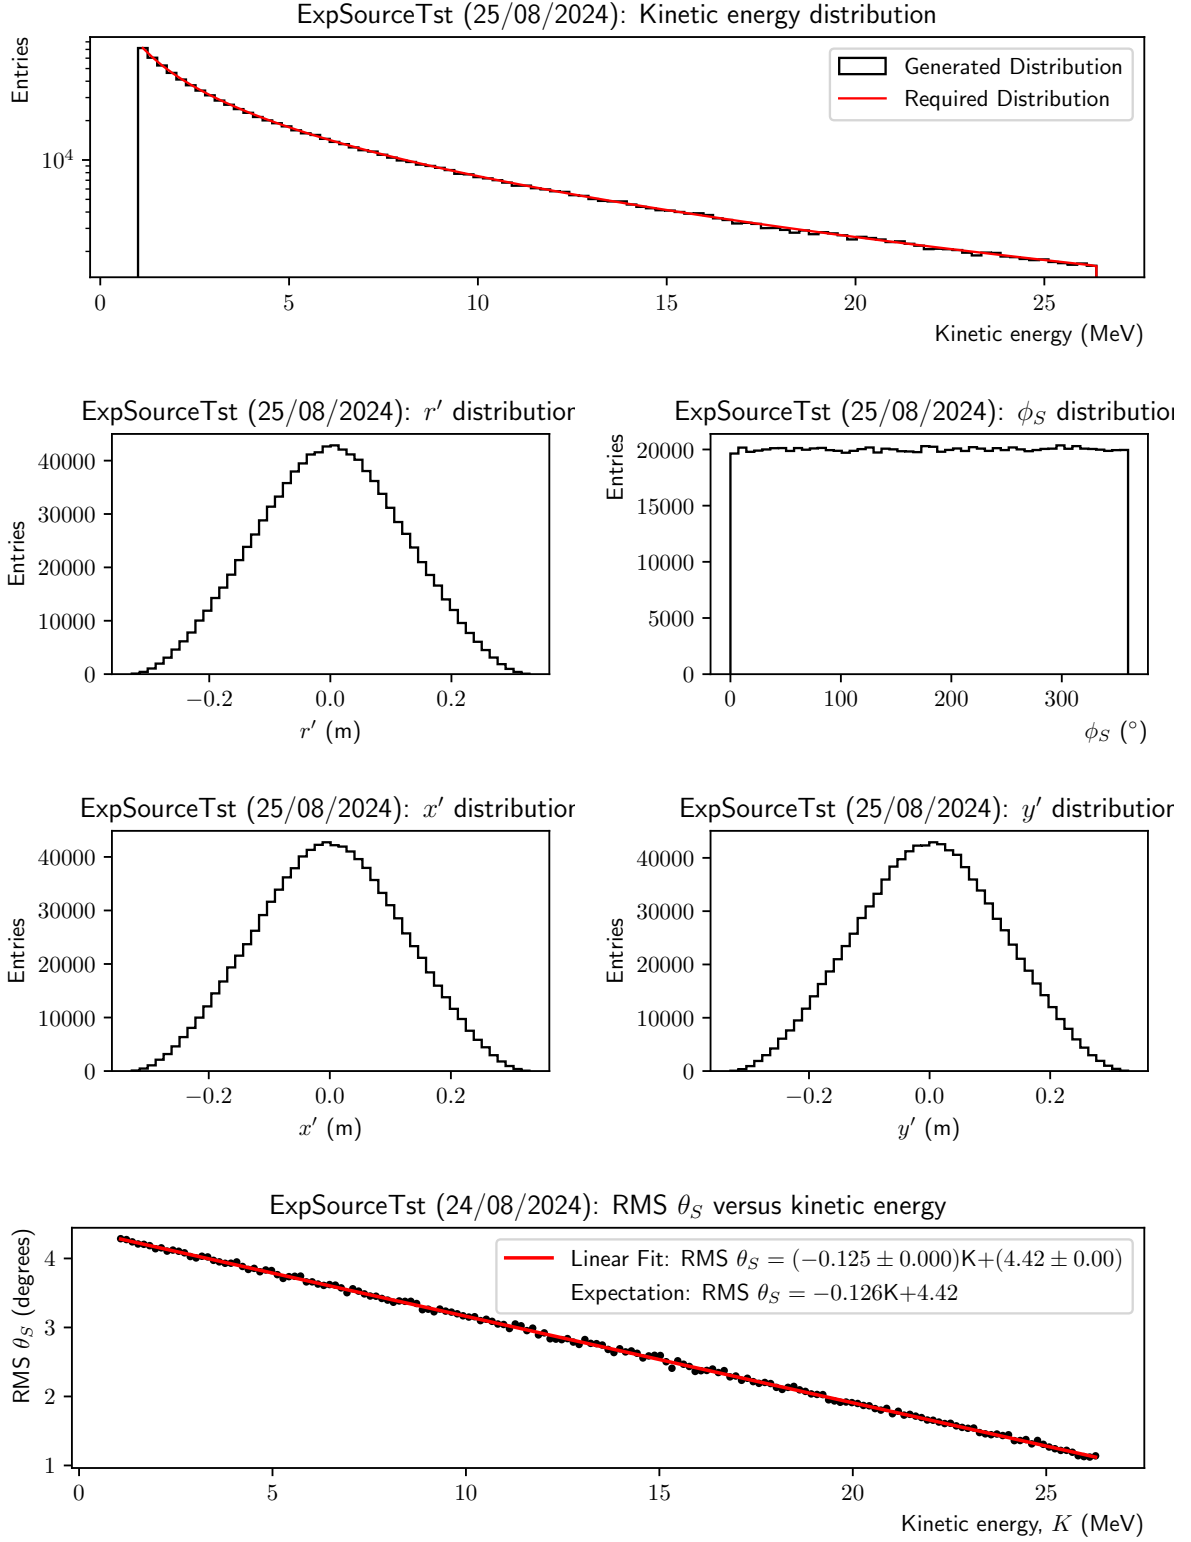 ExpSourceTst (25/08/2024): Kinetic energy distribution
Entries
10⁴
Generated Distribution
Required Distribution
0 5 10 15 20 25
Kinetic energy (MeV)
ExpSourceTst (25/08/2024): r′ distribution
Entries
40000
30000
20000
10000
0
−0.2 0.0 0.2
r′ (m)
ExpSourceTst (25/08/2024): ϕ_S distribution
Entries
20000
15000
10000
5000
0
0 100 200 300
ϕ_S (°)
ExpSourceTst (25/08/2024): x′ distribution
Entries
40000
30000
20000
10000
0
−0.2 0.0 0.2
x′ (m)
ExpSourceTst (25/08/2024): y′ distribution
Entries
40000
30000
20000
10000
0
−0.2 0.0 0.2
y′ (m)
ExpSourceTst (24/08/2024): RMS θ_S versus kinetic energy
RMS θ_S (degrees)
4
3
2
1
Linear Fit: RMS θ_S = (−0.125 ± 0.000)K+(4.42 ± 0.00)
Expectation: RMS θ_S = −0.126K+4.42
0 5 10 15 20 25
Kinetic energy, K (MeV)